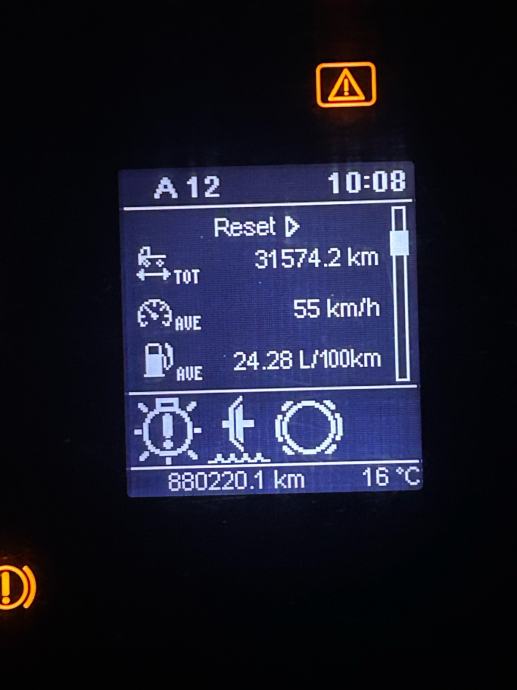 A 12 10:08
Reset
TOT 31574.2 km
AVE 55 km/h
AVE 24.28 L/100km
880220.1 km 16 °C